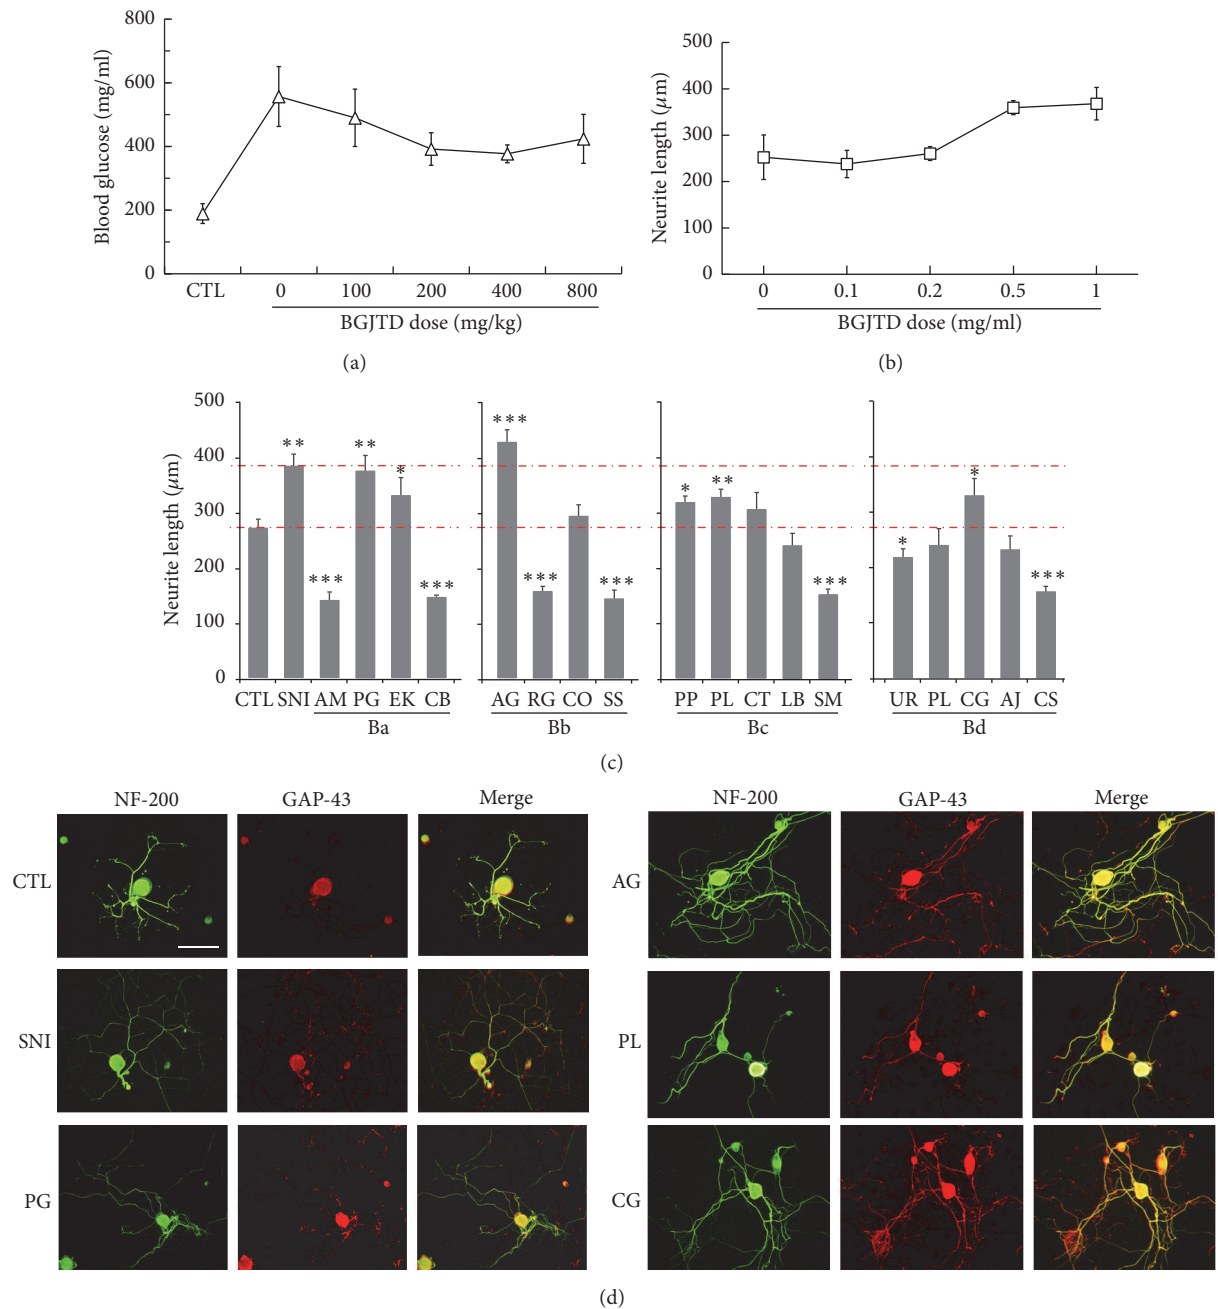 800
600
400
200
0
Blood glucose (mg/ml)
CTL 0 100 200 400 800
BGJTD dose (mg/kg)
(a)
500
400
300
200
100
0
Neurite length (μm)
0 0.1 0.2 0.5 1
BGJTD dose (mg/ml)
(b)
500
400
300
200
100
0
Neurite length (μm)
** *** ** * ***
*** *** ***
* ** ***
* * ***
CTL SNI AM PG EK CB AG RG CO SS PP PL CT LB SM UR PL CG AJ CS
Ba Bb Bc Bd
(c)
NF-200 GAP-43 Merge NF-200 GAP-43 Merge
CTL AG
SNI PL
PG CG
(d)